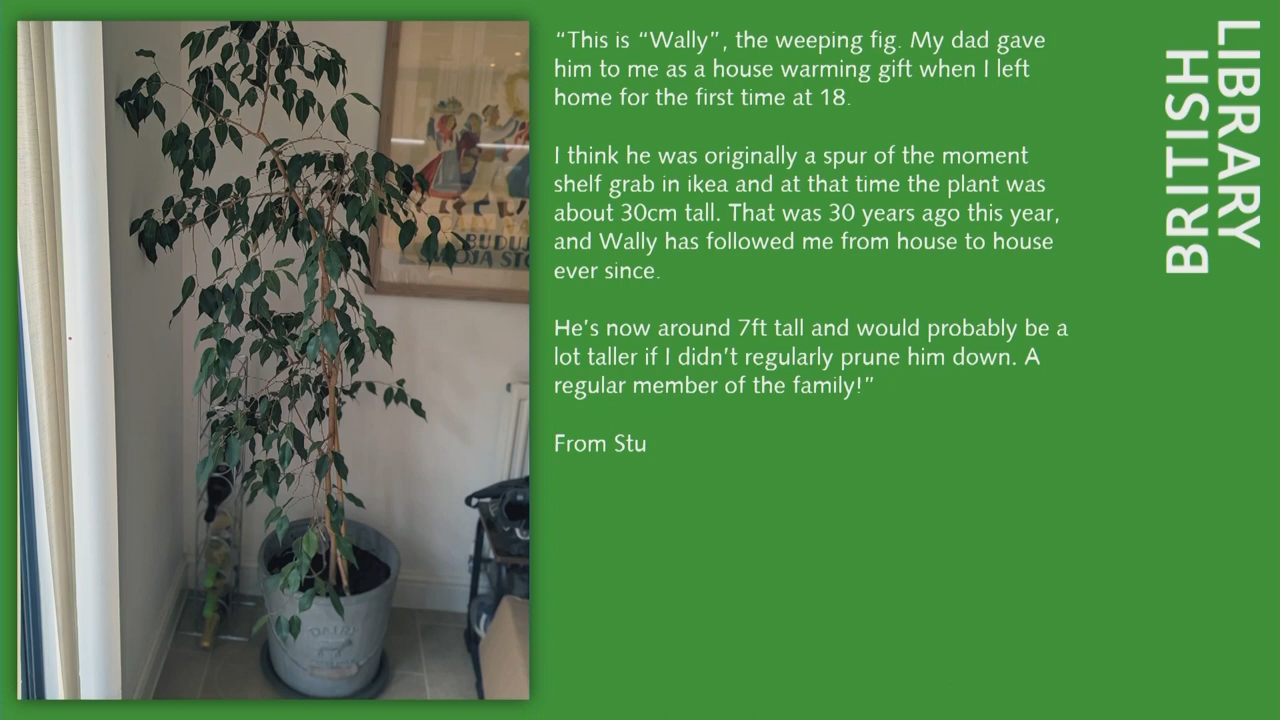 “This is “Wally”, the weeping fig. My dad gave
him to me as a house warming gift when I left
home for the first time at 18.
I think he was originally a spur of the moment
shelf grab in ikea and at that time the plant was
about 30cm tall. That was 30 years ago this year,
and Wally has followed me from house to house
ever since.
He’s now around 7ft tall and would probably be a
lot taller if I didn’t regularly prune him down. A
regular member of the family!”
From Stu
BRITISH
LIBRARY
BUDUJ
DAIRY